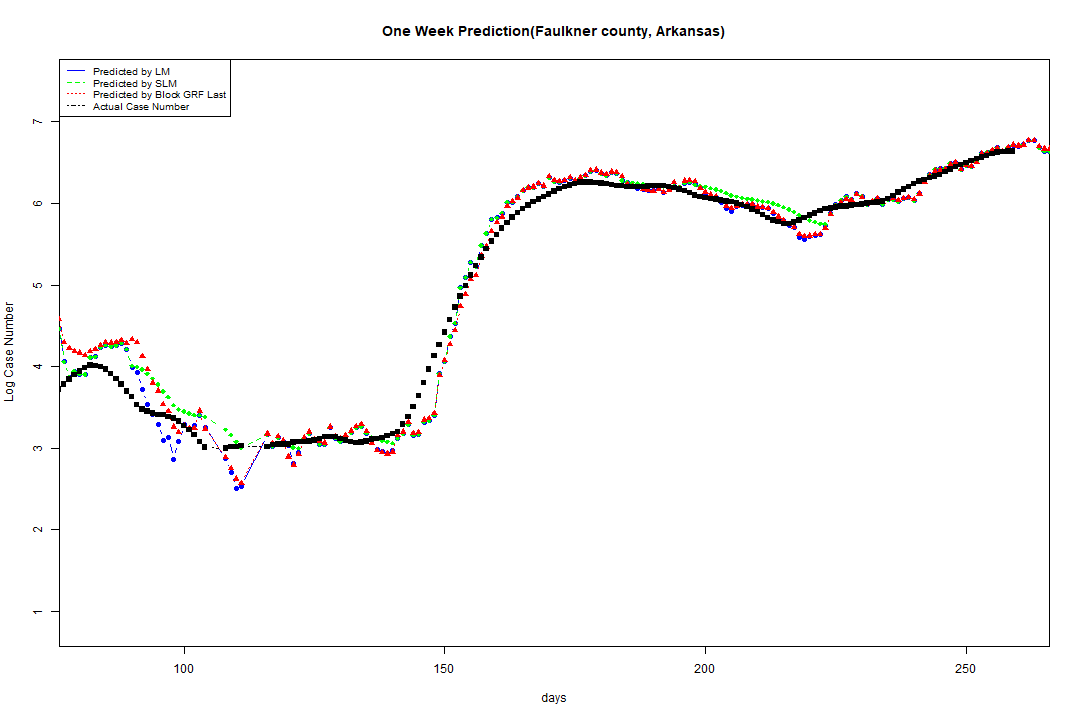 One Week Prediction(Faulkner county, Arkansas)
Predicted by LM
Predicted by SLM
Predicted by Block GRF Last
Actual Case Number
Log Case Number
7
6
5
4
3
2
1
100 150 200 250
days